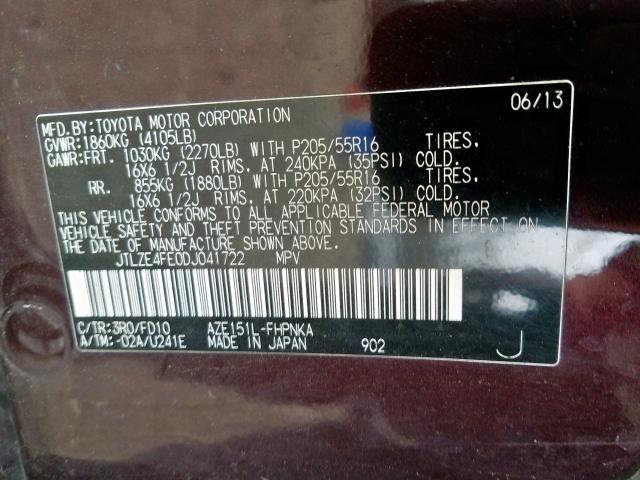 MFD.BY:TOYOTA MOTOR CORPORATION 06/13
GVWR:1860KG (4105LB)
GAWR:FRT. 1030KG (2270LB) WITH P205/55R16 TIRES.
16X6 1/2J RIMS. AT 240KPA (35PSI) COLD.
RR. 855KG (1880LB) WITH P205/55R16 TIRES.
16X6 1/2J RIMS. AT 220KPA (32PSI) COLD.
THIS VEHICLE CONFORMS TO ALL APPLICABLE FEDERAL MOTOR
VEHICLE SAFETY AND THEFT PREVENTION STANDARDS IN EFFECT ON
THE DATE OF MANUFACTURE SHOWN ABOVE.
JTLZE4FE0DJ041722 MPV
C/TR:3R0/FD10 AZE151L-FHPNKA
A/TM:-02A/U241E MADE IN JAPAN 902 J